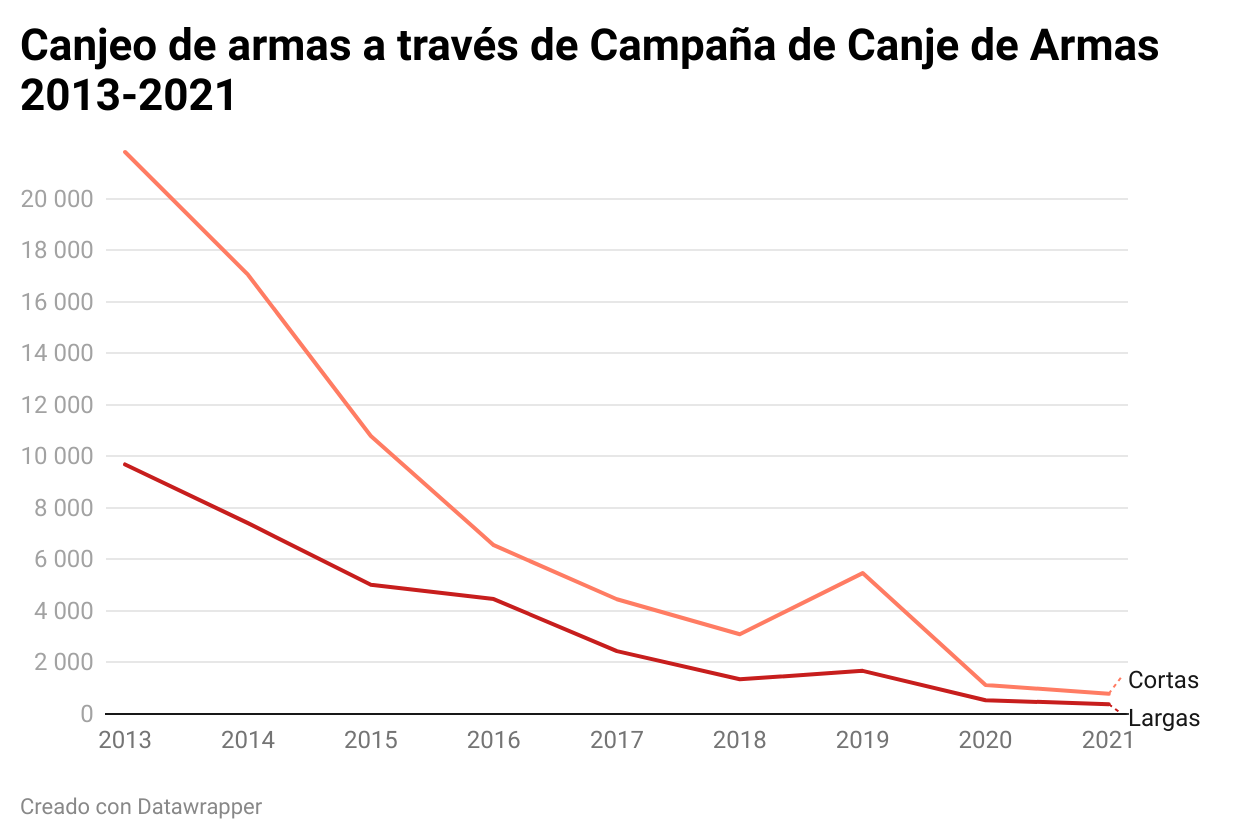 Canjeo de armas a través de Campaña de Canje de Armas
2013-2021
20 000
18 000
16 000
14 000
12 000
10 000
8 000
6 000
4 000
2 000
0
Cortas
Largas
2013 2014 2015 2016 2017 2018 2019 2020 2021
Creado con Datawrapper